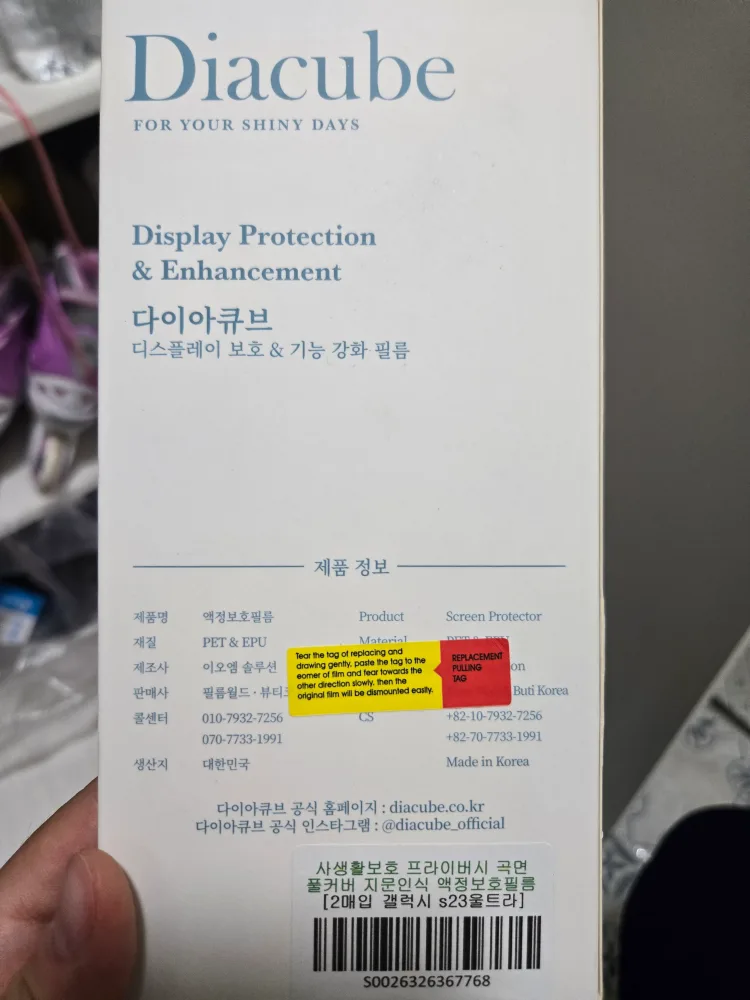 Diacube
FOR YOUR SHINY DAYS
Display Protection
& Enhancement
다이아큐브
디스플레이 보호 & 기능 강화 필름
제품 정보
제품명 액정보호필름 Product Screen Protector
재질 PET & EPU Material
제조사 이오엠 솔루션
판매사 필름월드 · 뷰티 Buti Korea
콜센터 010-7932-7256 CS +82-10-7932-7256
070-7733-1991 +82-70-7733-1991
생산지 대한민국 Made in Korea
Tear the tag of replacing and
drawing gently, paste the tag to the
eomer of film and fear towards the
other direction slowly, then the
original film will be dismounted easily.
REPLACEMENT
PULLING
TAG
다이아큐브 공식 홈페이지 : diacube.co.kr
다이아큐브 공식 인스타그램 : @diacube_official
사생활보호 프라이버시 곡면
풀커버 지문인식 액정보호필름
[2매입 갤럭시 s23울트라]
S0026326367768